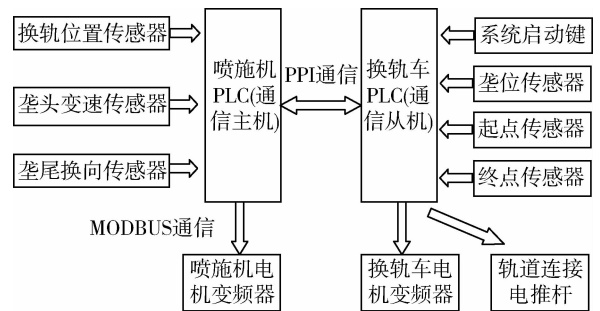 换轨位置传感器
垄头变速传感器
垄尾换向传感器
喷施机
PLC(通
信主机)
PPI通信
换轨车
PLC(通
信从机)
系统启动键
垄位传感器
起点传感器
终点传感器
MODBUS通信
喷施机电
机变频器
换轨车电
机变频器
轨道连接
电推杆